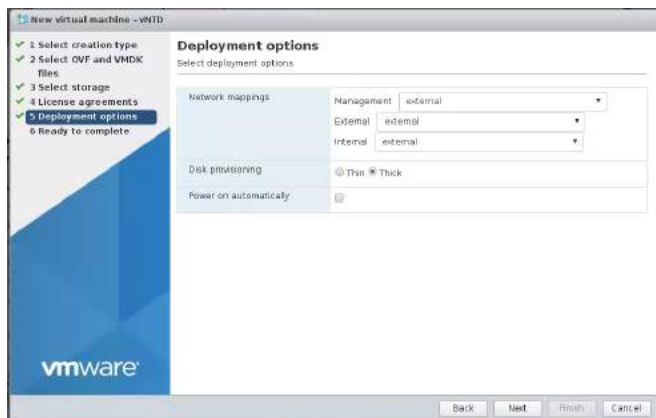 New virtual machine - vNTD
1 Select creation type
2 Select OVF and VMDK
files
3 Select storage
4 License agreements
5 Deployment options
6 Ready to complete
Deployment options
Select deployment options
Network mappings
Management external
External external
Internal external
Disk provisioning
Thin Thick
Power on automatically
vmware
Back Next Finish Cancel